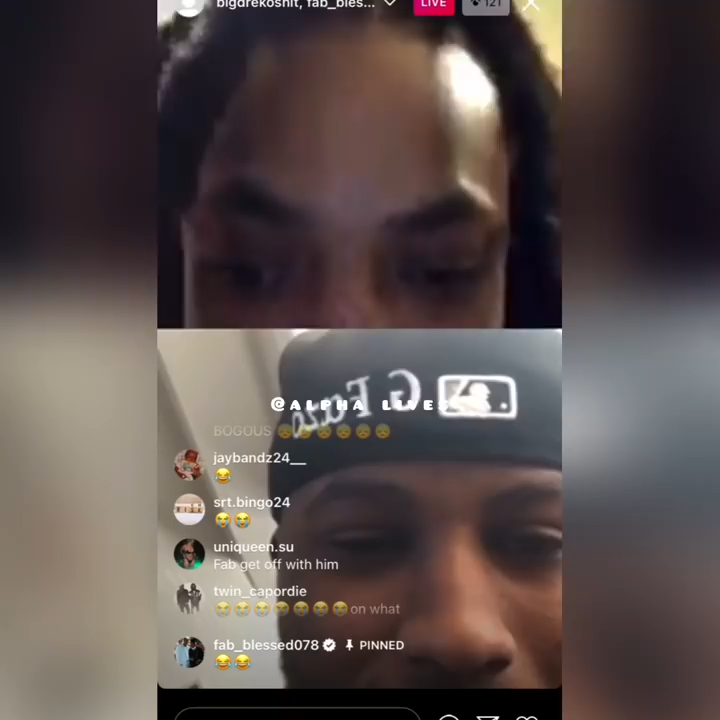 bigdrekoshit, fab_bles...
LIVE
121
@ALPHA LIVES
BOGOUS 😞😞😞😞😞😞
jaybandz24__
😂
srt.bingo24
😭😭
uniqueen.su
Fab get off with him
twin_capordie
😭😭😭😭😭😭😭on what
fab_blessed078 PINNED
😂😂